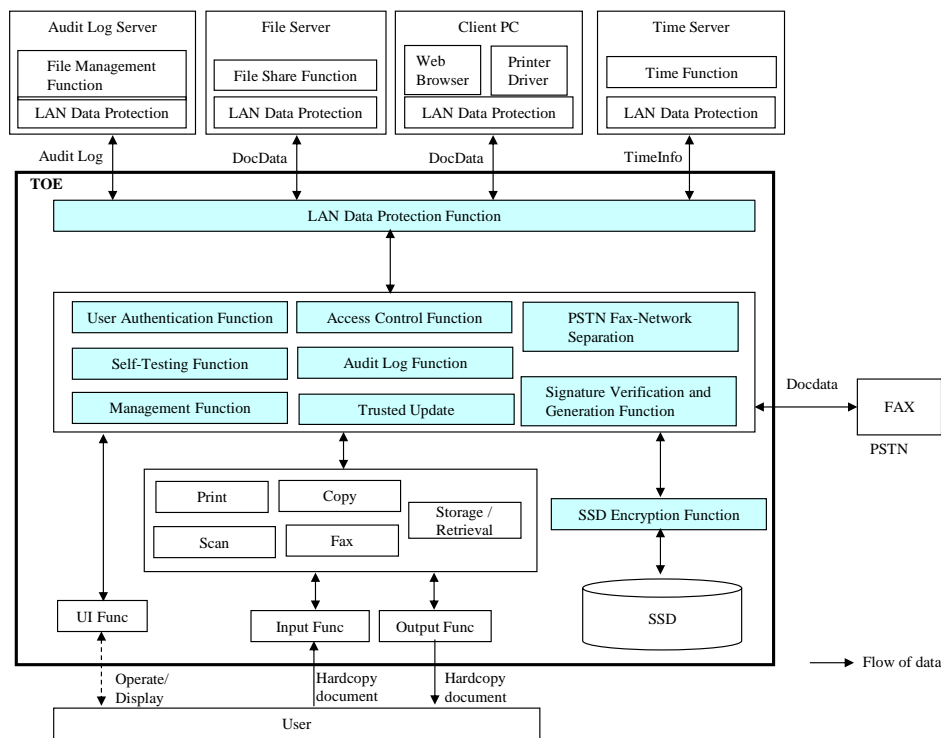 Audit Log Server
File Management
Function
LAN Data Protection
File Server
File Share Function
LAN Data Protection
Client PC
Web
Browser
Printer
Driver
LAN Data Protection
Time Server
Time Function
LAN Data Protection
Audit Log
DocData
DocData
TimeInfo
TOE
LAN Data Protection Function
User Authentication Function
Access Control Function
PSTN Fax-Network
Separation
Self-Testing Function
Audit Log Function
Management Function
Trusted Update
Signature Verification and
Generation Function
Docdata
FAX
PSTN
Print
Copy
Storage /
Retrieval
Scan
Fax
SSD Encryption Function
SSD
UI Func
Input Func
Output Func
Flow of data
Operate/
Display
Hardcopy
document
Hardcopy
document
User